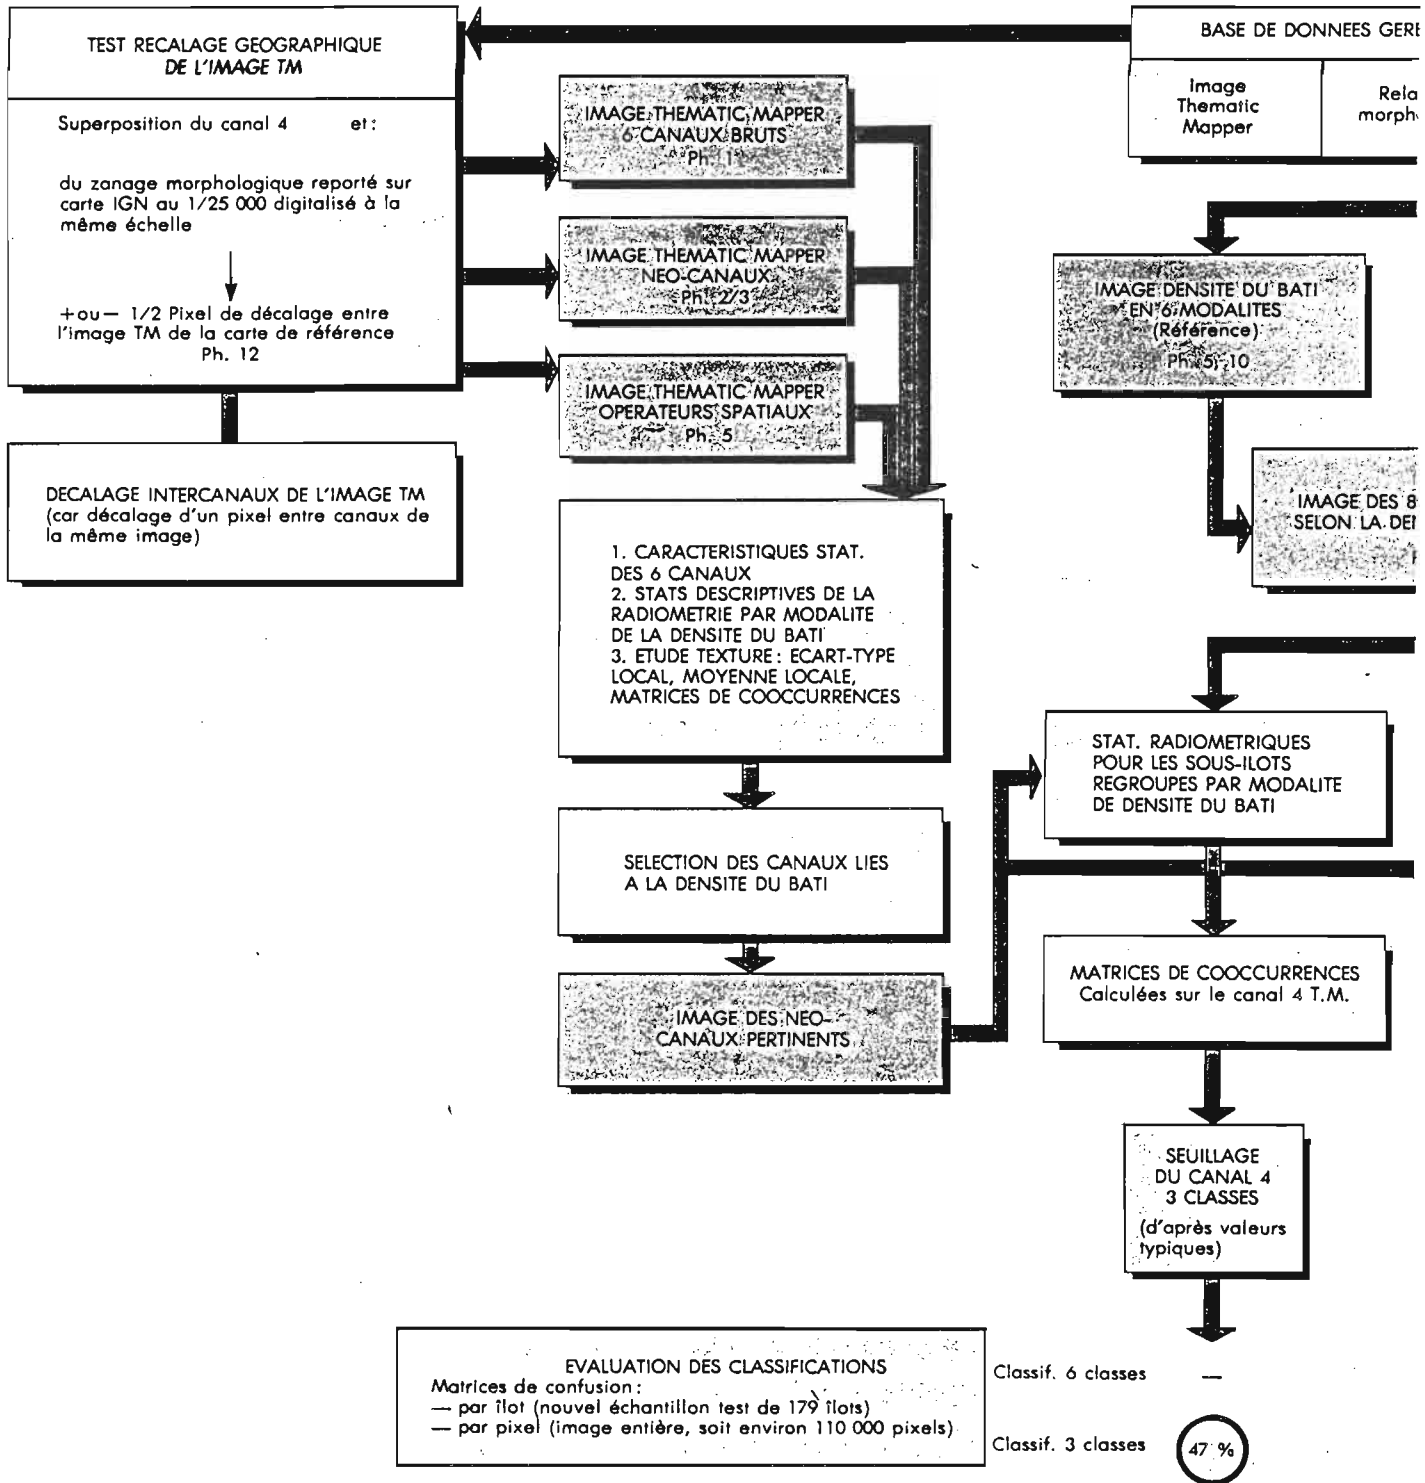 TEST RECALAGE GEOGRAPHIQUE
DE L'IMAGE TM
Superposition du canal 4 et :
du zanage morphologique reporté sur
carte IGN au 1/25 000 digitalisé à la
même échelle
+ou— 1/2 Pixel de décalage entre
l'image TM de la carte de référence
Ph. 12
DECALAGE INTERCANAUX DE L'IMAGE TM
(car décalage d'un pixel entre canaux de
la même image)
IMAGE THEMATIC MAPPER
6 CANAUX BRUTS
Ph. 1
IMAGE THEMATIC MAPPER
NEO-CANAUX
Ph. 2/3
IMAGE THEMATIC MAPPER
OPERATEURS SPATIAUX
Ph. 5
1. CARACTERISTIQUES STAT.
DES 6 CANAUX
2. STATS DESCRIPTIVES DE LA
RADIOMETRIE PAR MODALITE
DE LA DENSITE DU BATI
3. ETUDE TEXTURE : ECART-TYPE
LOCAL, MOYENNE LOCALE,
MATRICES DE COOCCURRENCES
SELECTION DES CANAUX LIES
A LA DENSITE DU BATI
IMAGE DES NEO-
CANAUX PERTINENTS
BASE DE DONNEES GERE
Image
Thematic
Mapper
Rela
morph
IMAGE DENSITE DU BATI
EN 6 MODALITES
(Référence)
Ph. 5, 10
IMAGE DES 8
SELON LA DEN
STAT. RADIOMETRIQUES
POUR LES SOUS-ILOTS
REGROUPES PAR MODALITE
DE DENSITE DU BATI
MATRICES DE COOCCURRENCES
Calculées sur le canal 4 T.M.
SEUILLAGE
DU CANAL 4
3 CLASSES
(d'après valeurs
typiques)
EVALUATION DES CLASSIFICATIONS
Matrices de confusion :
— par îlot (nouvel échantillon test de 179 îlots)
— par pixel (image entière, soit environ 110 000 pixels)
Classif. 6 classes —
Classif. 3 classes 47 %